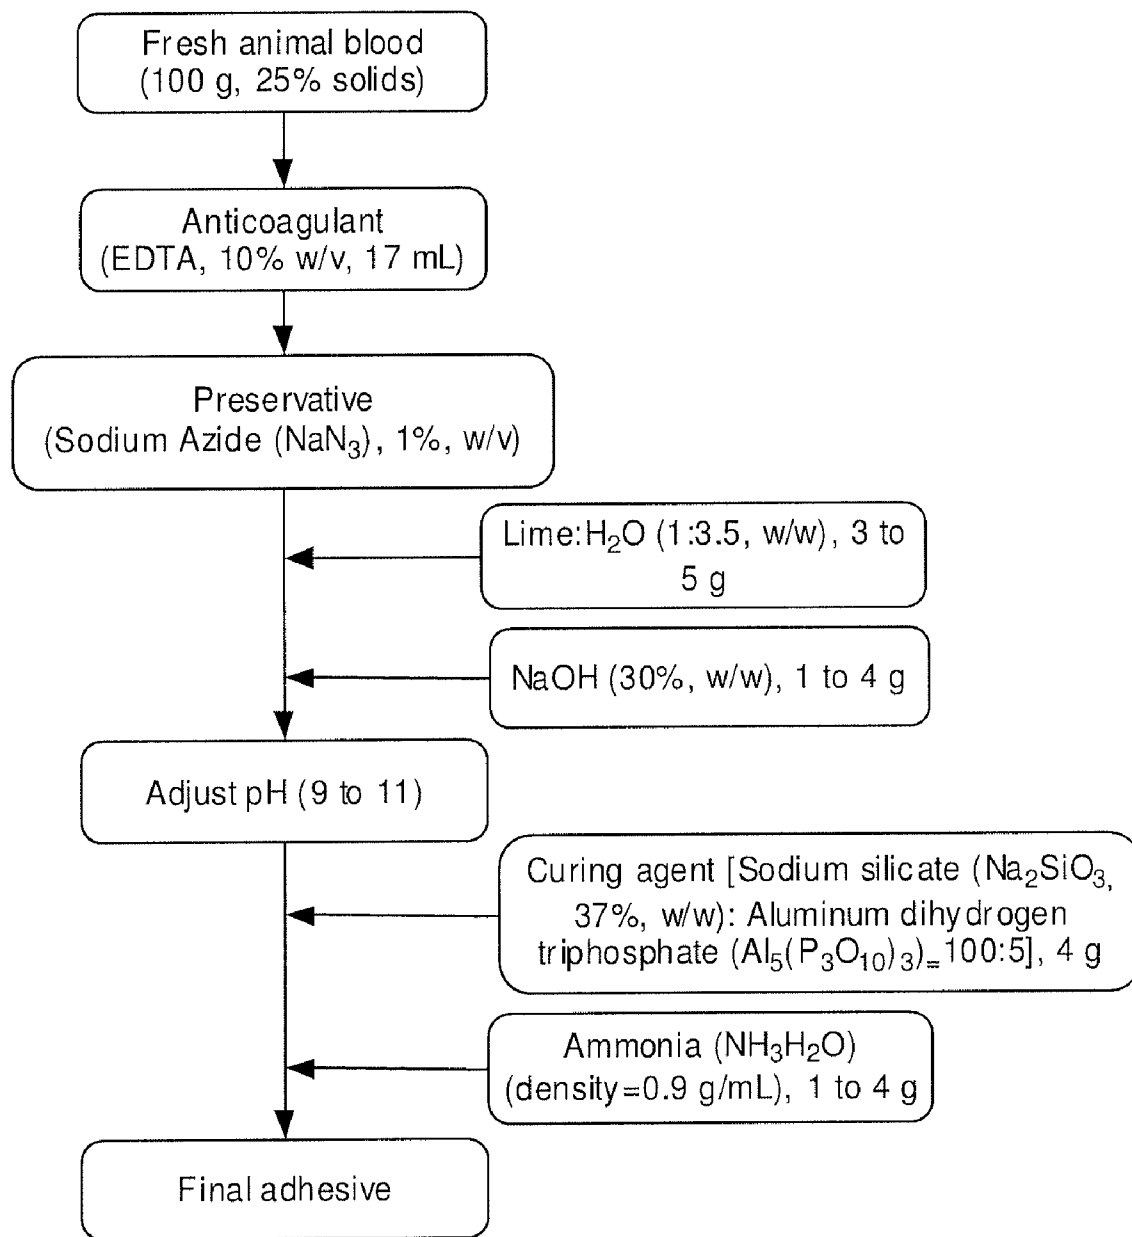 Fresh animal blood
(100 g, 25% solids)
Anticoagulant
(EDTA, 10% w/v, 17 mL)
Preservative
(Sodium Azide (NaN₃), 1%, w/v)
Lime:H₂O (1:3.5, w/w), 3 to
5 g
NaOH (30%, w/w), 1 to 4 g
Adjust pH (9 to 11)
Curing agent [Sodium silicate (Na₂SiO₃,
37%, w/w): Aluminum dihydrogen
triphosphate (Al₅(P₃O₁₀)₃)₌100:5], 4 g
Ammonia (NH₃H₂O)
(density=0.9 g/mL), 1 to 4 g
Final adhesive